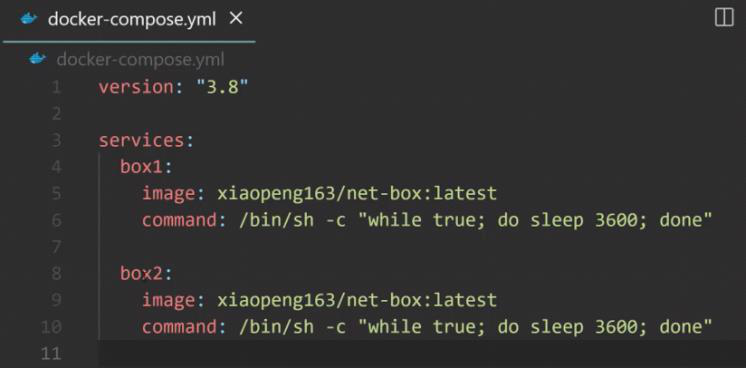 docker-compose.yml
docker-compose.yml
1 version: "3.8"
2
3 services:
4   box1:
5     image: xiaopeng163/net-box:latest
6     command: /bin/sh -c "while true; do sleep 3600; done"
7
8   box2:
9     image: xiaopeng163/net-box:latest
10     command: /bin/sh -c "while true; do sleep 3600; done"
11